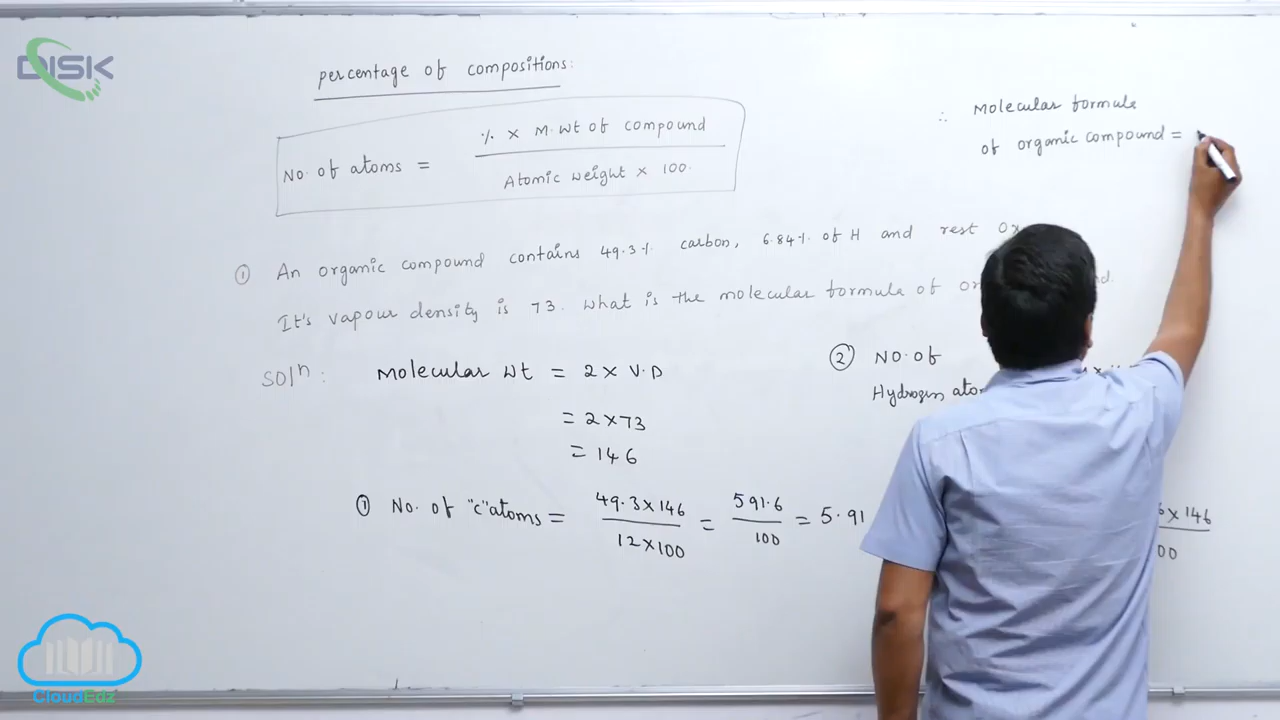 DISK
percentage of compositions:
No. of atoms = % × M. Wt of compound / Atomic weight × 100.
∴ Molecular formula
of organic compound =
① An organic compound contains 49.3% carbon, 6.84% of H and rest
It's vapour density is 73. What is the molecular formula of
Soln: Molecular Wt = 2 × V.D
= 2 × 73
= 146
① No. of "c" atoms = 49.3 × 146 / 12 × 100 = 591.6 / 100 = 5.91
② NO. of
Hydrogen
× 146
00
CloudEdz